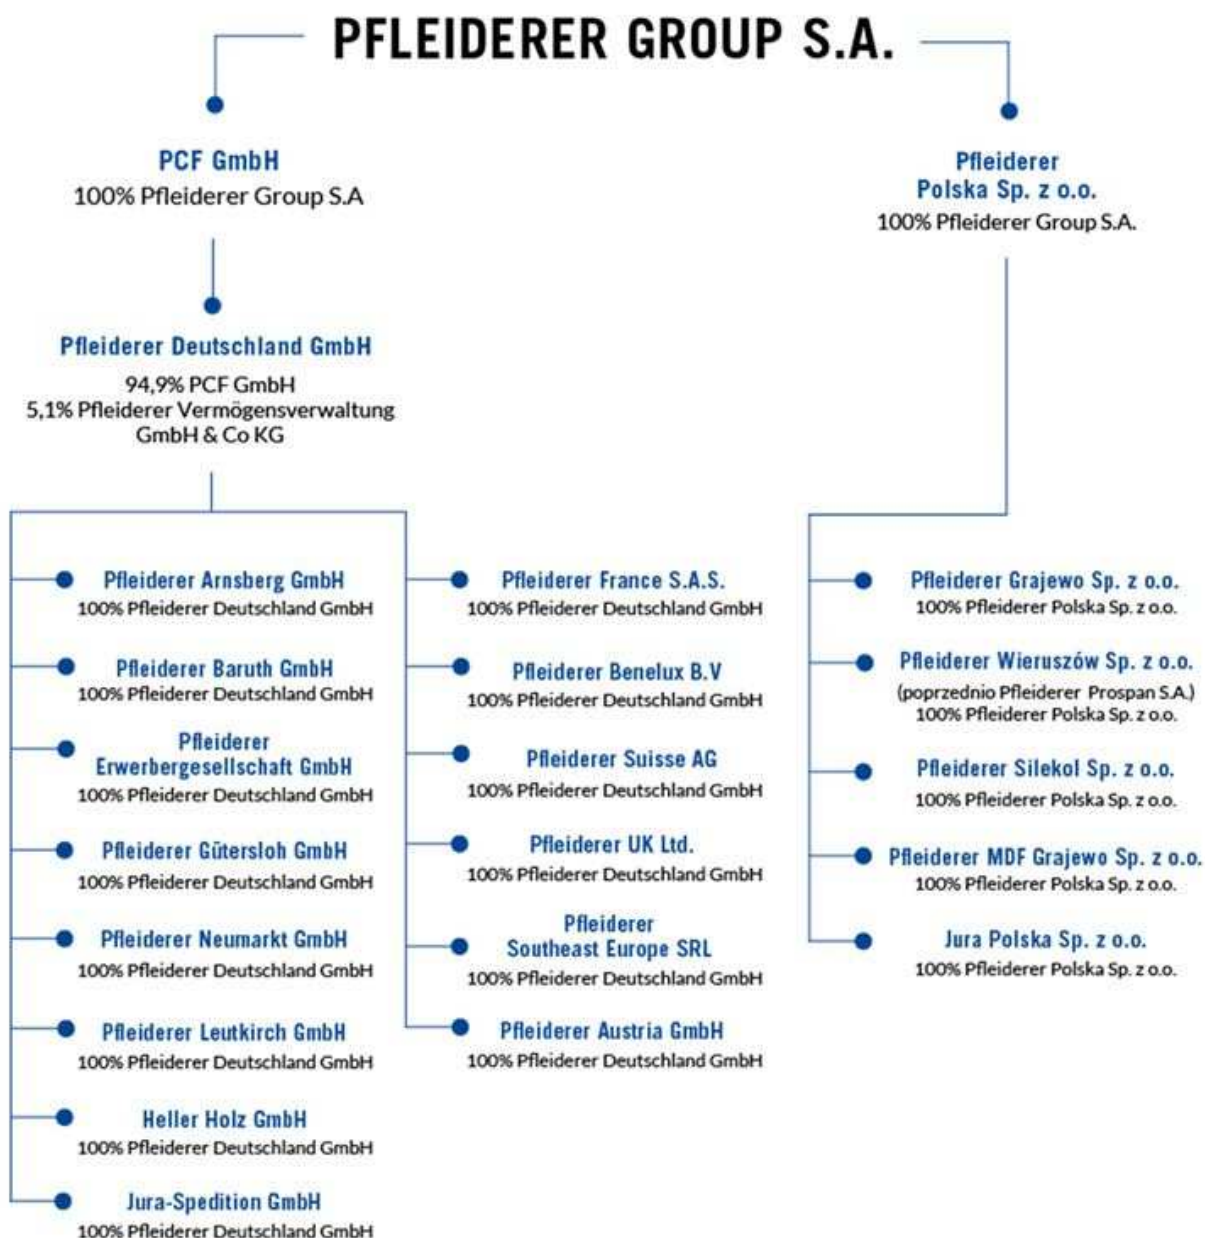 PFLEIDERER GROUP S.A.
PCF GmbH
100% Pfleiderer Group S.A
Pfleiderer Deutschland GmbH
94,9% PCF GmbH
5,1% Pfleiderer Vermögensverwaltung
GmbH & Co KG
Pfleiderer Arnsberg GmbH
100% Pfleiderer Deutschland GmbH
Pfleiderer Baruth GmbH
100% Pfleiderer Deutschland GmbH
Pfleiderer
Erwerbergesellschaft GmbH
100% Pfleiderer Deutschland GmbH
Pfleiderer Gütersloh GmbH
100% Pfleiderer Deutschland GmbH
Pfleiderer Neumarkt GmbH
100% Pfleiderer Deutschland GmbH
Pfleiderer Leutkirch GmbH
100% Pfleiderer Deutschland GmbH
Heller Holz GmbH
100% Pfleiderer Deutschland GmbH
Jura-Spedition GmbH
100% Pfleiderer Deutschland GmbH
Pfleiderer France S.A.S.
100% Pfleiderer Deutschland GmbH
Pfleiderer Benelux B.V
100% Pfleiderer Deutschland GmbH
Pfleiderer Suisse AG
100% Pfleiderer Deutschland GmbH
Pfleiderer UK Ltd.
100% Pfleiderer Deutschland GmbH
Pfleiderer
Southeast Europe SRL
100% Pfleiderer Deutschland GmbH
Pfleiderer Austria GmbH
100% Pfleiderer Deutschland GmbH
Pfleiderer
Polska Sp. z o.o.
100% Pfleiderer Group S.A.
Pfleiderer Grajewo Sp. z o.o.
100% Pfleiderer Polska Sp. z o.o.
Pfleiderer Wieruszów Sp. z o.o.
(poprzednio Pfleiderer Prospan S.A.)
100% Pfleiderer Polska Sp. z o.o.
Pfleiderer Silekol Sp. z o.o.
100% Pfleiderer Polska Sp. z o.o.
Pfleiderer MDF Grajewo Sp. z o.o.
100% Pfleiderer Polska Sp. z o.o.
Jura Polska Sp. z o.o.
100% Pfleiderer Polska Sp. z o.o.